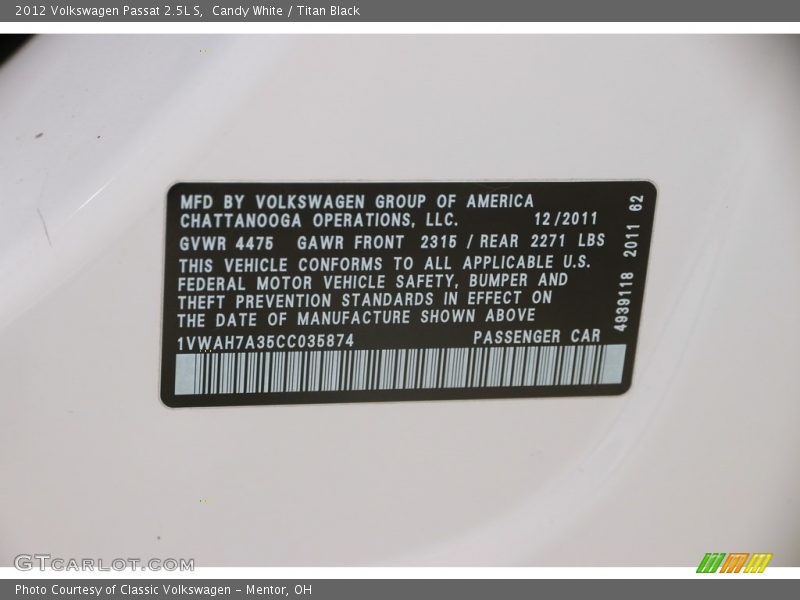 2012 Volkswagen Passat 2.5L S,  Candy White / Titan Black
MFD BY VOLKSWAGEN GROUP OF AMERICA
CHATTANOOGA OPERATIONS, LLC. 12/2011
GVWR 4475 GAWR FRONT 2315 / REAR 2271 LBS
THIS VEHICLE CONFORMS TO ALL APPLICABLE U.S.
FEDERAL MOTOR VEHICLE SAFETY, BUMPER AND
THEFT PREVENTION STANDARDS IN EFFECT ON
THE DATE OF MANUFACTURE SHOWN ABOVE
1VWAH7A35CC035874 PASSENGER CAR
4939118 2011 62
GTCARLOT.COM
Photo Courtesy of Classic Volkswagen - Mentor, OH